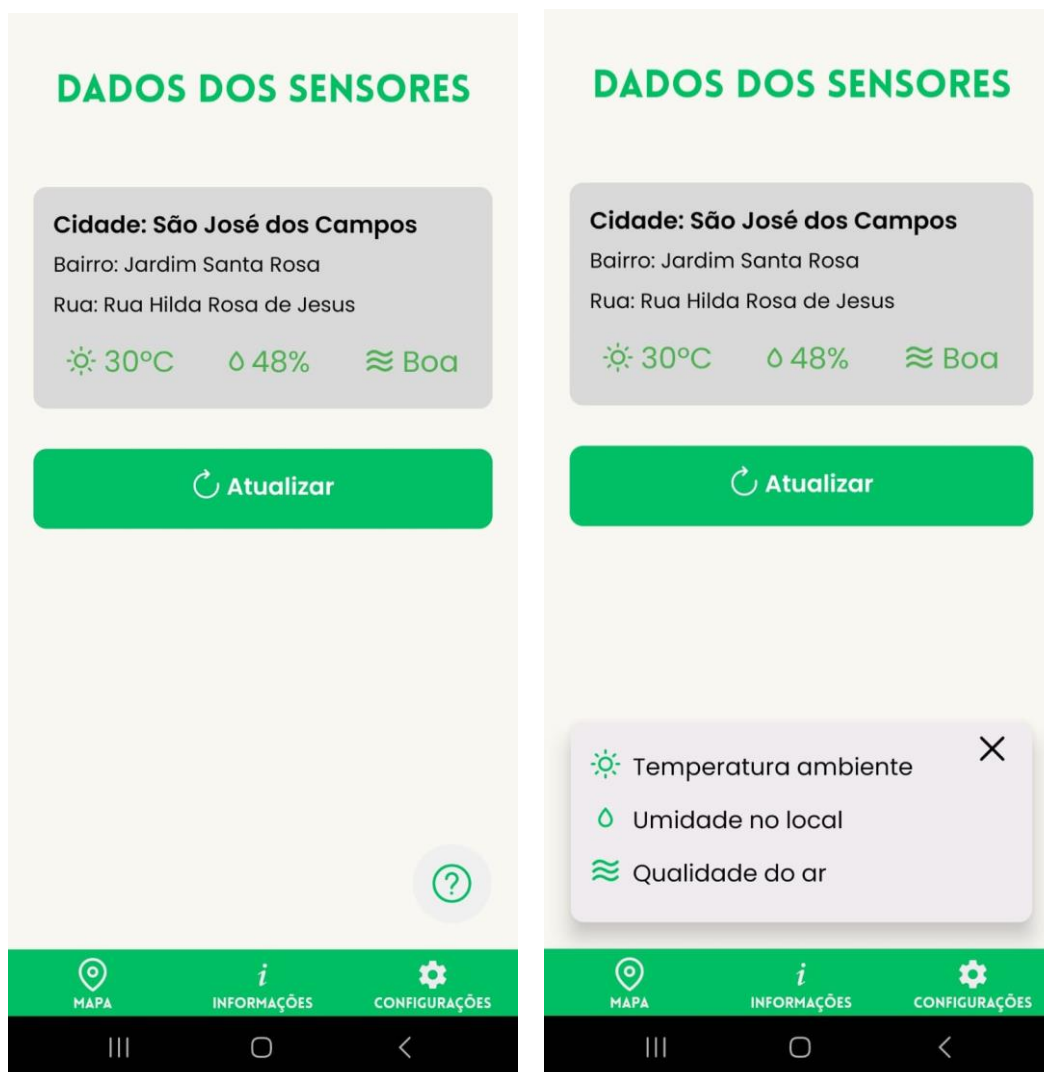 DADOS DOS SENSORES
Cidade: São José dos Campos
Bairro: Jardim Santa Rosa
Rua: Rua Hilda Rosa de Jesus
30°C 48% Boa
Atualizar
?
MAPA INFORMAÇÕES CONFIGURAÇÕES
DADOS DOS SENSORES
Cidade: São José dos Campos
Bairro: Jardim Santa Rosa
Rua: Rua Hilda Rosa de Jesus
30°C 48% Boa
Atualizar
Temperatura ambiente
Umidade no local
Qualidade do ar
MAPA INFORMAÇÕES CONFIGURAÇÕES